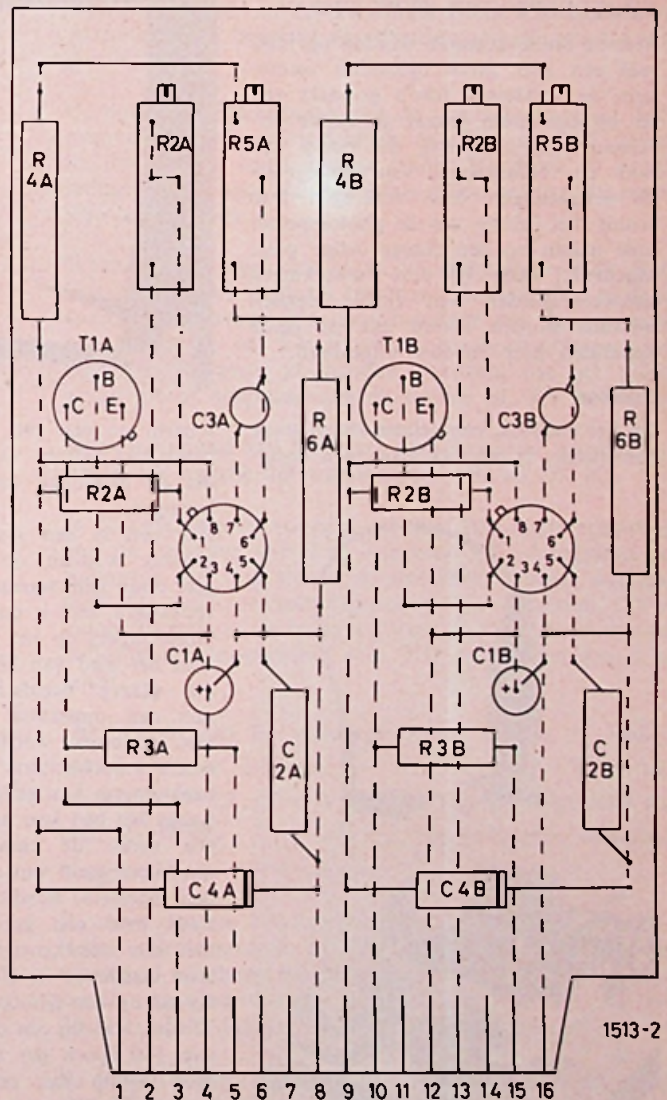 R2A R5A R2B R5B
R
4A
R
4B
T1A T1B
B B
C E C E
C3A C3B
R
6A
R
6B
R2A R2B
8 7 8 7
1 6 1 6
2 3 4 5 2 3 4 5
C1A C1B
+ +
R3A R3B
C
2A
C
2B
C4A C4B
1513-2
1 2 3 4 5 6 7 8 9 10 11 12 13 14 15 16